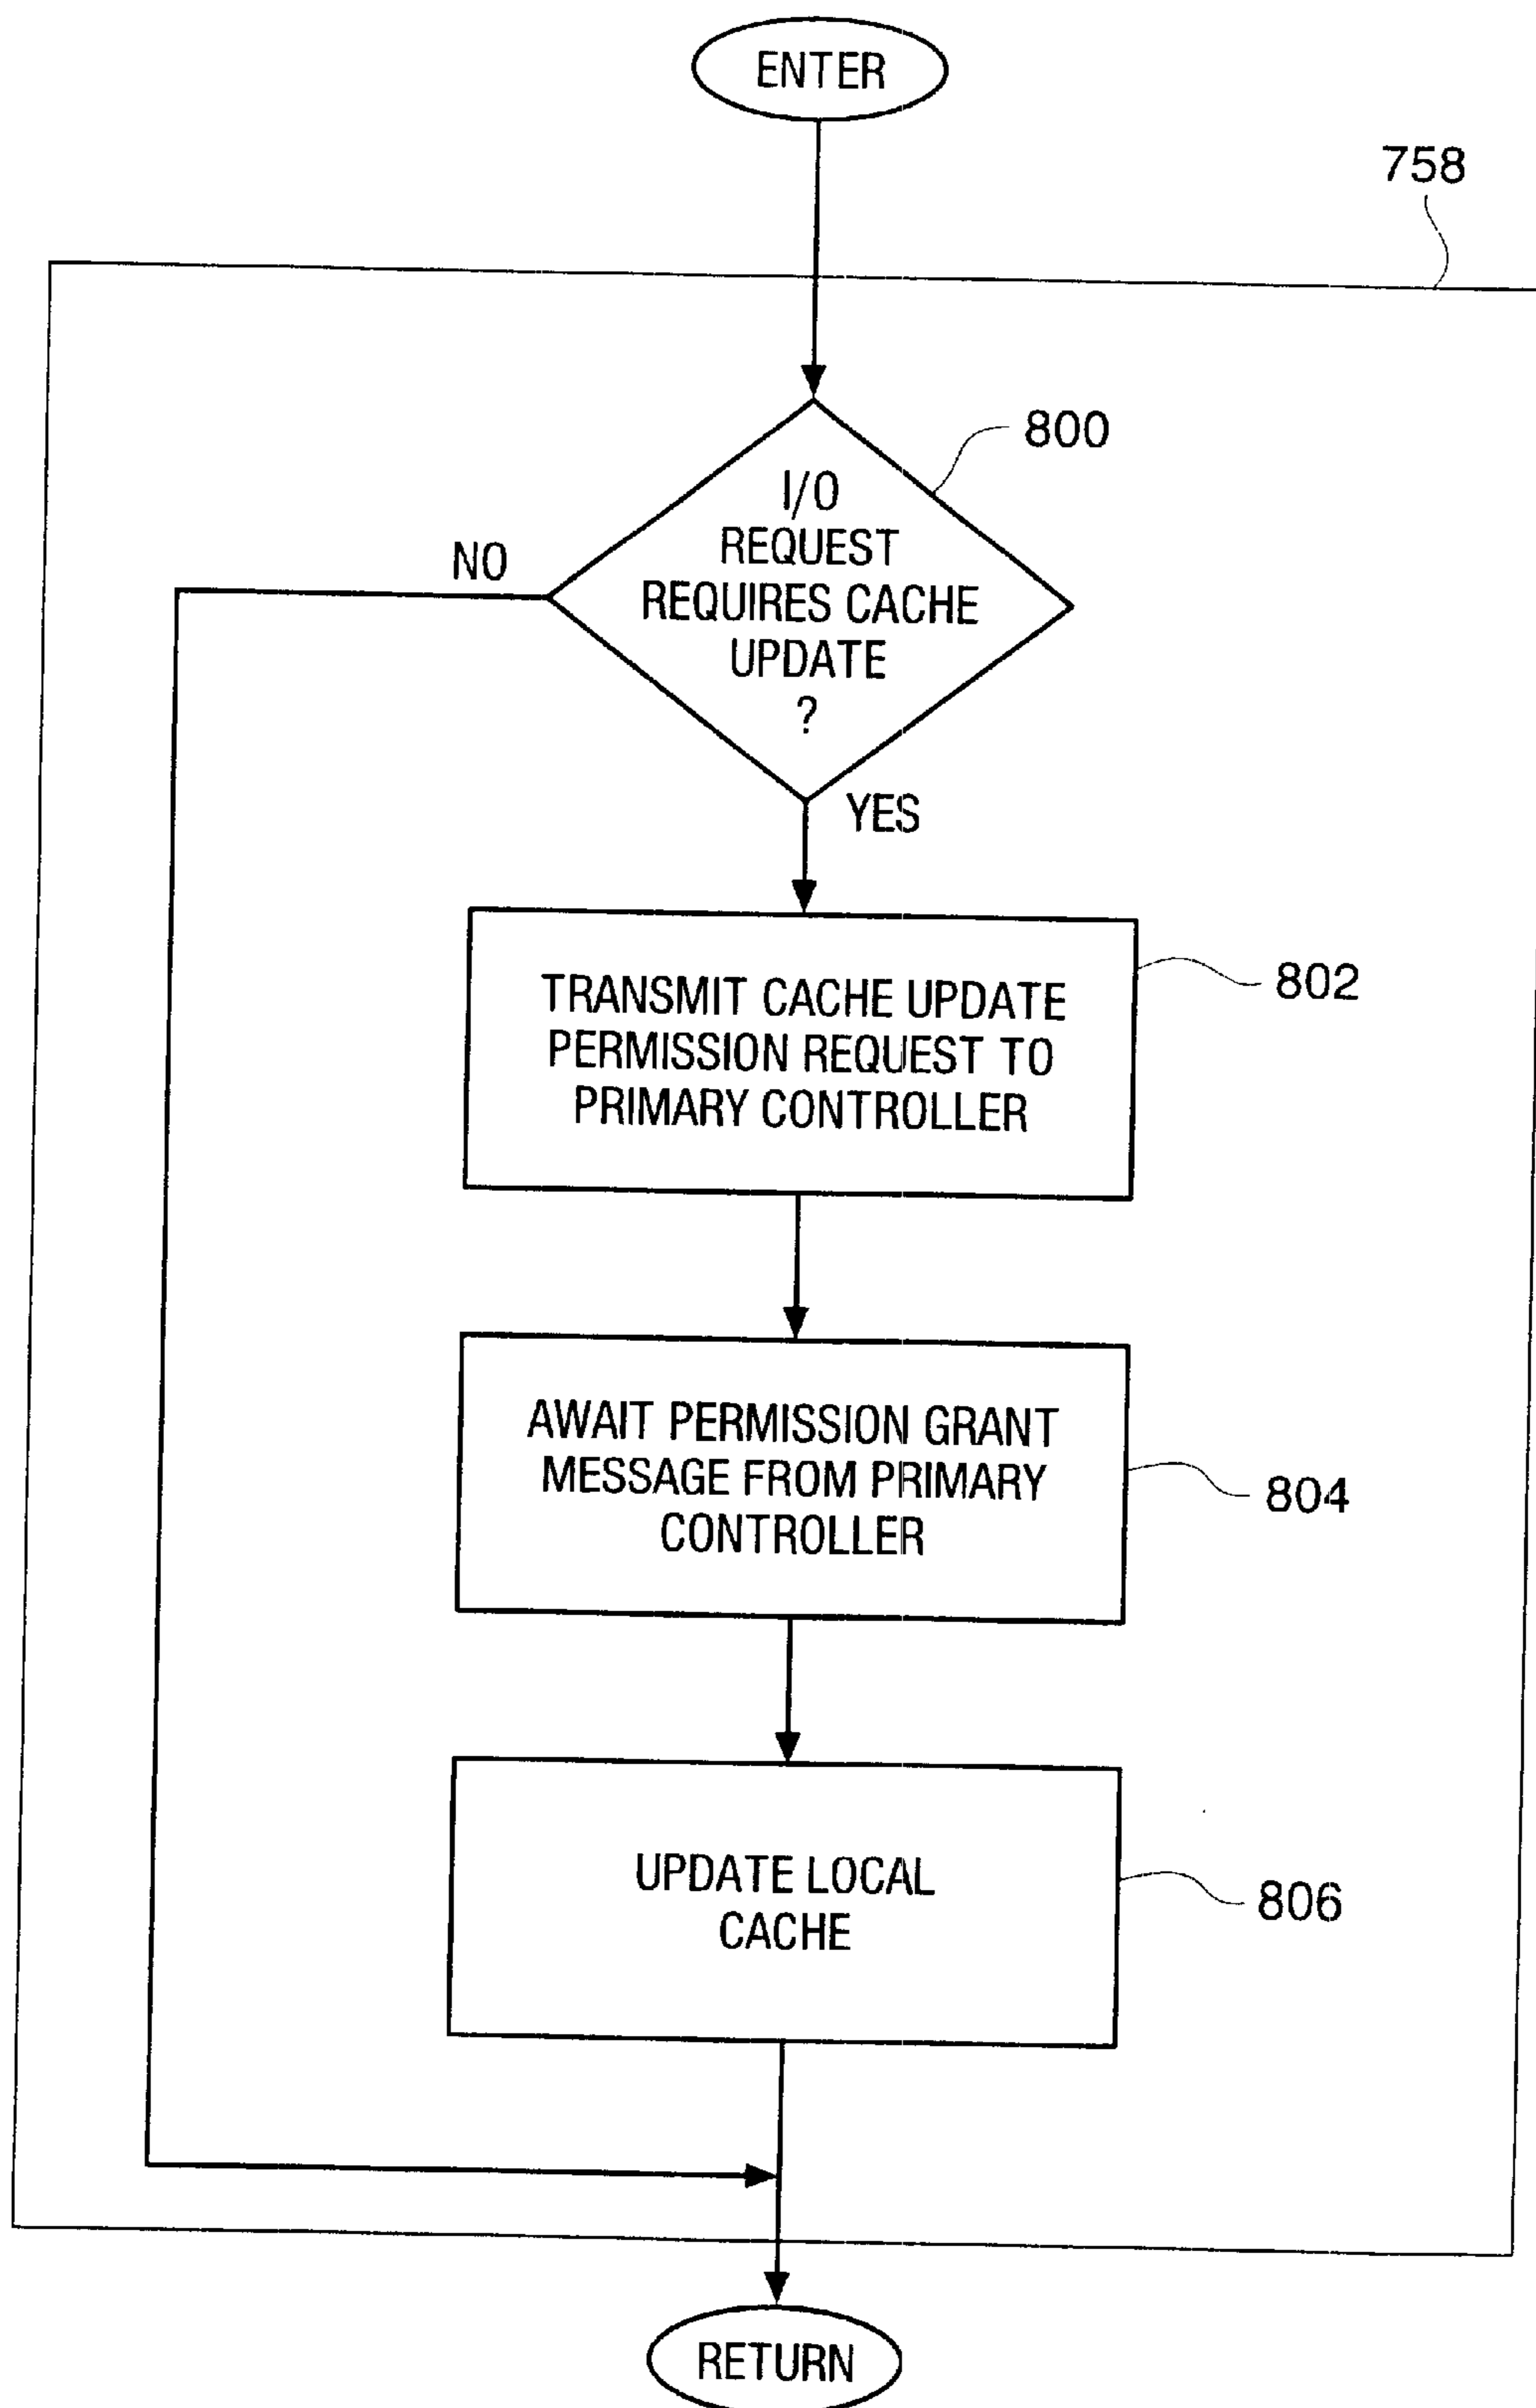 ENTER
758
800
I/O
REQUEST
REQUIRES CACHE
UPDATE
?
NO
YES
802
TRANSMIT CACHE UPDATE
PERMISSION REQUEST TO
PRIMARY CONTROLLER
AWAIT PERMISSION GRANT
MESSAGE FROM PRIMARY
CONTROLLER
804
UPDATE LOCAL
CACHE
806
RETURN